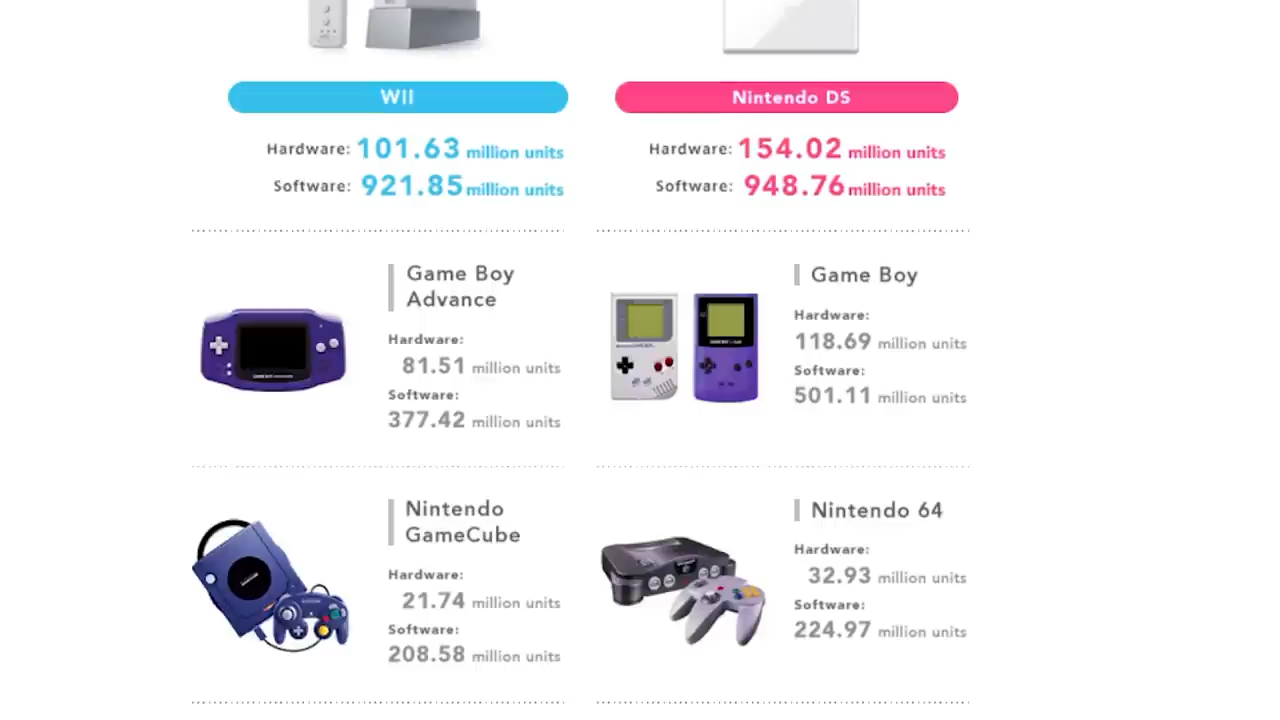 WII
Nintendo DS
Hardware: 101.63 million units
Hardware: 154.02 million units
Software: 921.85 million units
Software: 948.76 million units
Game Boy
Advance
Hardware:
81.51 million units
Software:
377.42 million units
Game Boy
Hardware:
118.69 million units
Software:
501.11 million units
Nintendo
GameCube
Hardware:
21.74 million units
Software:
208.58 million units
Nintendo 64
Hardware:
32.93 million units
Software:
224.97 million units